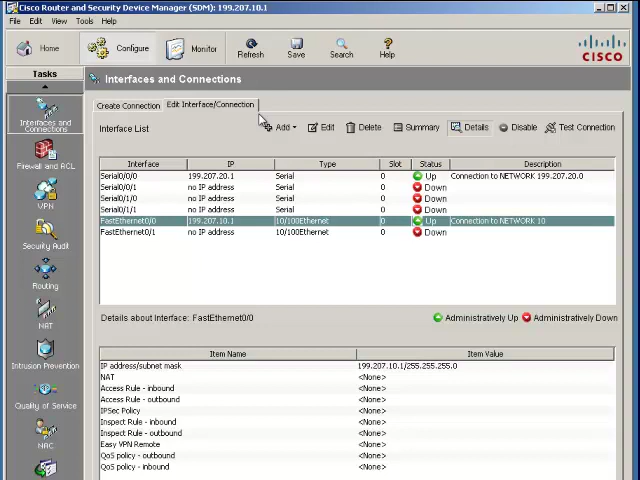 Cisco Router and Security Device Manager (SDM): 199.207.10.1
File Edit View Tools Help
Home Configure Monitor Refresh Save Search Help CISCO
Tasks
Interfaces and Connections
Firewall and ACL
VPN
Security Audit
Routing
NAT
Intrusion Prevention
Quality of Service
NAC
Interfaces and Connections
Create Connection Edit Interface/Connection
Interface List Add Edit Delete Summary Details Disable Test Connection
Interface IP Type Slot Status Description
Serial0/0/0 199.207.20.1 Serial 0 Up Connection to NETWORK 199.207.20.0
Serial0/0/1 no IP address Serial 0 Down
Serial0/1/0 no IP address Serial 0 Down
Serial0/1/1 no IP address Serial 0 Down
FastEthernet0/0 199.207.10.1 10/100Ethernet 0 Up Connection to NETWORK 10
FastEthernet0/1 no IP address 10/100Ethernet 0 Down
Details about Interface: FastEthernet0/0 Administratively Up Administratively Down
Item Name Item Value
IP address/subnet mask 199.207.10.1/255.255.255.0
NAT <None>
Access Rule - inbound <None>
Access Rule - outbound <None>
IPSec Policy <None>
Inspect Rule - inbound <None>
Inspect Rule - outbound <None>
Easy VPN Remote <None>
QoS policy - outbound <None>
QoS policy - inbound <None>